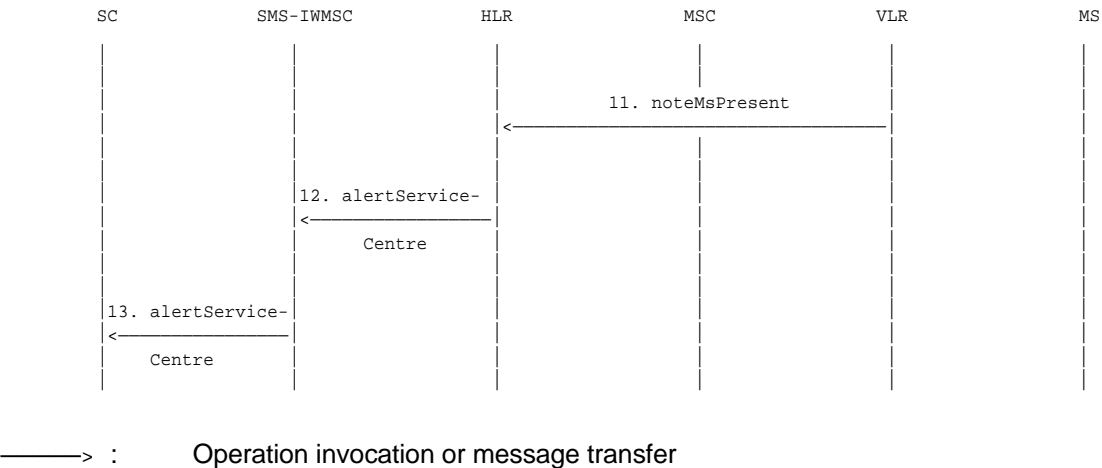 SC SMS-IWMSC HLR MSC VLR MS
11. noteMsPresent
12. alertService-
Centre
13. alertService-
Centre
: Operation invocation or message transfer